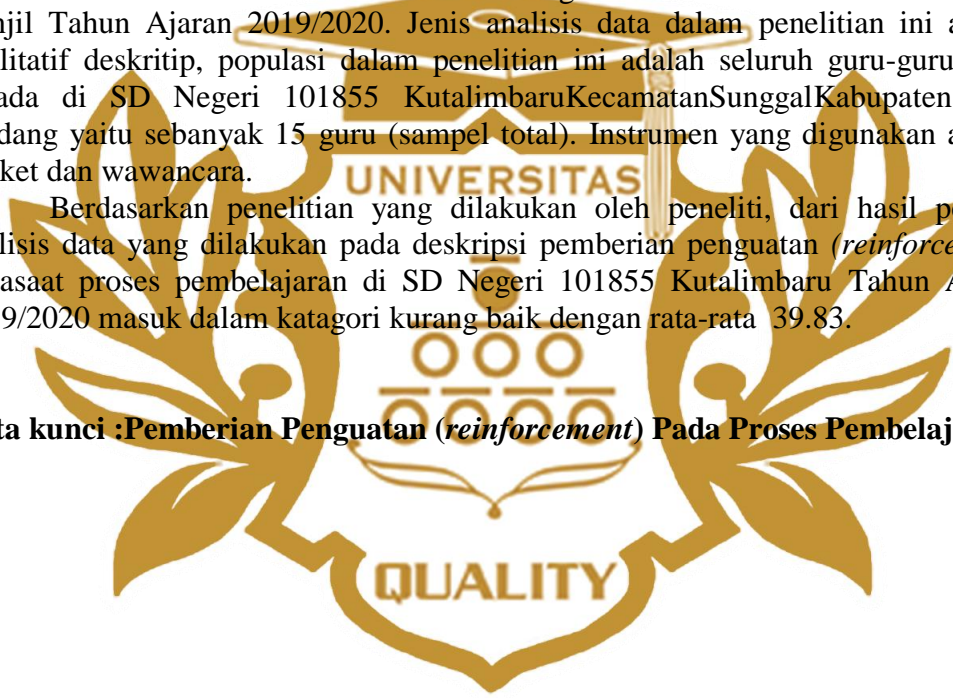 njil Tahun Ajaran 2019/2020. Jenis analisis data dalam penelitian ini a
litatif deskritip, populasi dalam penelitian ini adalah seluruh guru-guru
ada di SD Negeri 101855 KutalimbaruKecamatanSunggalKabupaten
dang yaitu sebanyak 15 guru (sampel total). Instrumen yang digunakan a
ket dan wawancara.
UNIVERSITAS
Berdasarkan penelitian yang dilakukan oleh peneliti, dari hasil pe
lisis data yang dilakukan pada deskripsi pemberian penguatan (reinforce
asaat proses pembelajaran di SD Negeri 101855 Kutalimbaru Tahun A
9/2020 masuk dalam katagori kurang baik dengan rata-rata 39.83.
ta kunci :Pemberian Penguatan (reinforcement) Pada Proses Pembelaj
QUALITY